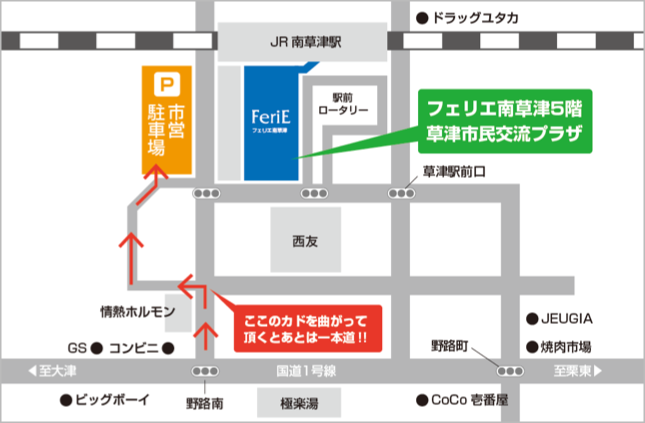 ドラッグユタカ
JR 南草津駅
P
市営
駐車場
FeriE
フェリエ南草津
駅前
ロータリー
フェリエ南草津5階
草津市民交流プラザ
草津駅前口
西友
情熱ホルモン
ここのカドを曲がって
頂くとあとは一本道!!
JEUGIA
GS
コンビニ
野路町
焼肉市場
至大津
国道1号線
至栗東
ビッグボーイ
野路南
極楽湯
CoCo 壱番屋